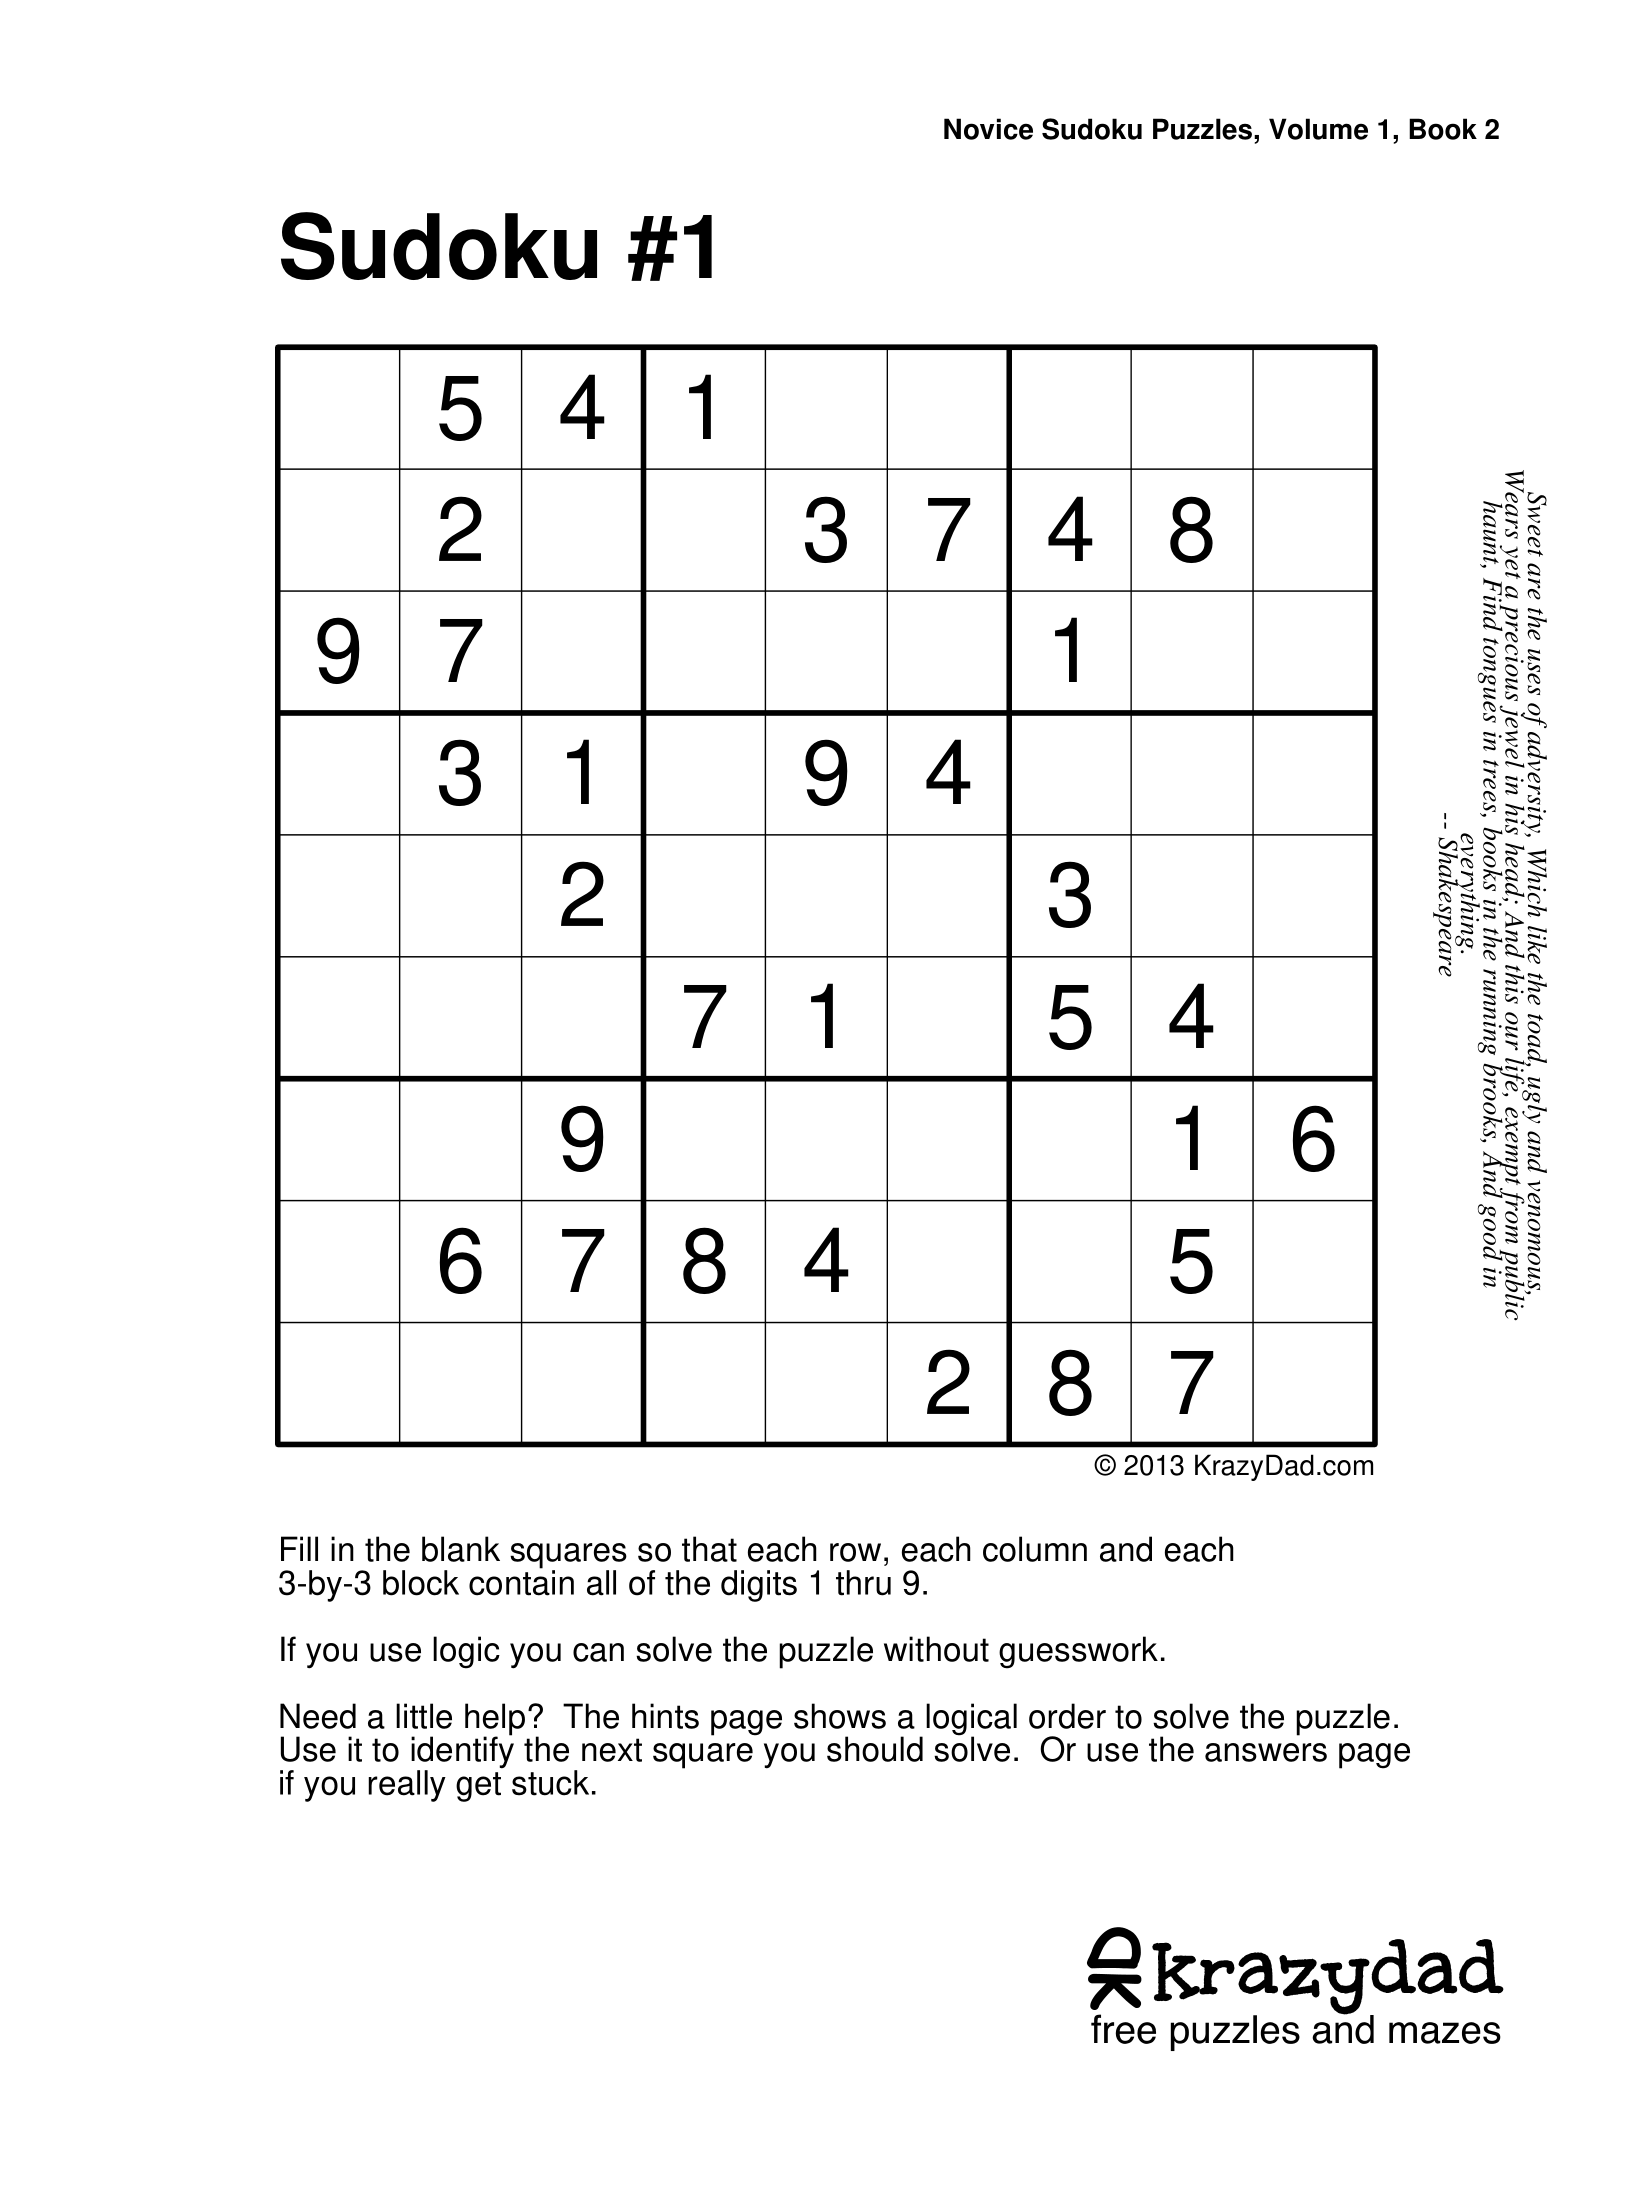 Novice Sudoku Puzzles, Volume 1, Book 2
Sudoku #1
5 4 1
2 3 7 4 8
9 7 1
3 1 9 4
2 3
7 1 5 4
9 1 6
6 7 8 4 5
2 8 7
© 2013 KrazyDad.com
Sweet are the uses of adversity, Which like the toad, ugly and venomous,
Wears yet a precious jewel in his head; And this our life, exempt from public
haunt, Find tongues in trees, books in the running brooks, And good in
everything.
-- Shakespeare
Fill in the blank squares so that each row, each column and each
3-by-3 block contain all of the digits 1 thru 9.
If you use logic you can solve the puzzle without guesswork.
Need a little help?  The hints page shows a logical order to solve the puzzle.
Use it to identify the next square you should solve.  Or use the answers page
if you really get stuck.
KD krazydad
free puzzles and mazes